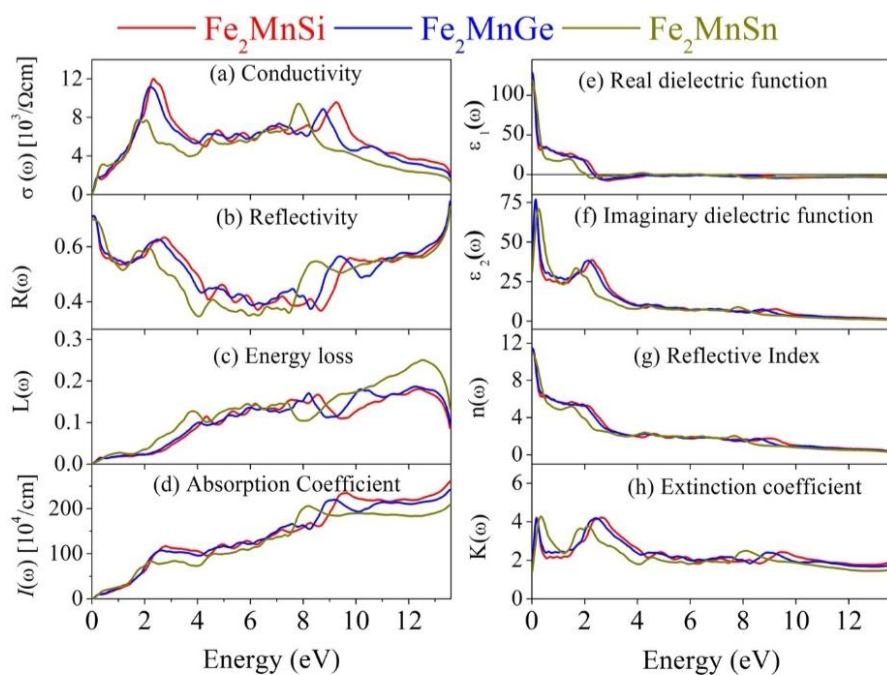 Fe₂MnSi Fe₂MnGe Fe₂MnSn
(a) Conductivity
σ (ω) [10³/Ωcm]
12
8
4
0
(b) Reflectivity
R(ω)
0.6
0.4
(c) Energy loss
L(ω)
0.3
0.2
0.1
0.0
(d) Absorption Coefficient
I(ω) [10⁴/cm]
200
100
0
0 2 4 6 8 10 12
Energy (eV)
(e) Real dielectric function
ε₁(ω)
100
50
0
(f) Imaginary dielectric function
ε₂(ω)
75
50
25
0
(g) Reflective Index
n(ω)
12
8
4
0
(h) Extinction coefficient
K(ω)
6
4
2
0
0 2 4 6 8 10 12
Energy (eV)